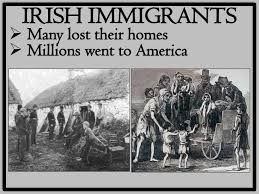 IRISH IMMIGRANTS
➢ Many lost their homes
➢ Millions went to America